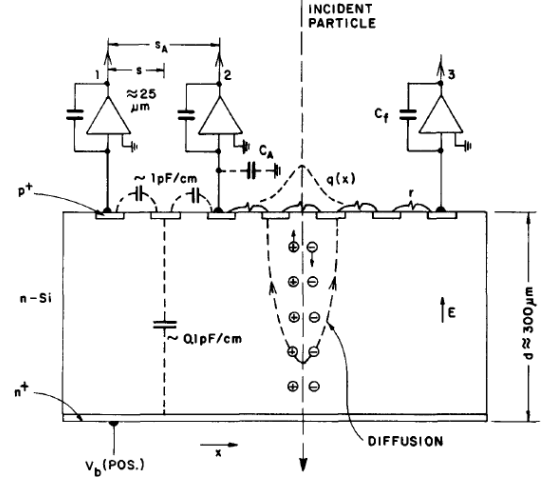 INCIDENT
PARTICLE
s_A
s
1
2
3
≈25
μm
C_f
C_A
~1pF/cm
q(x)
r
p+
n-Si
⊕ ⊖
⊕ ⊖
⊕ ⊖
⊕ ⊖
⊕ ⊖
E
d≈300μm
~0.1pF/cm
n+
DIFFUSION
x
V_b(POS.)